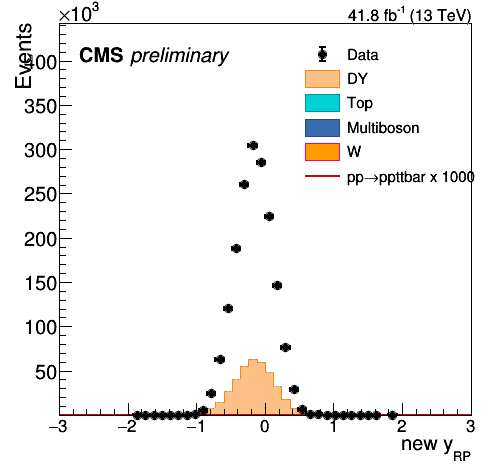 ×10³
41.8 fb⁻¹ (13 TeV)
Events
CMS preliminary
Data
DY
Top
Multiboson
W
pp→ppttbar x 1000
400
350
300
250
200
150
100
50
−3 −2 −1 0 1 2 3
new y_RP